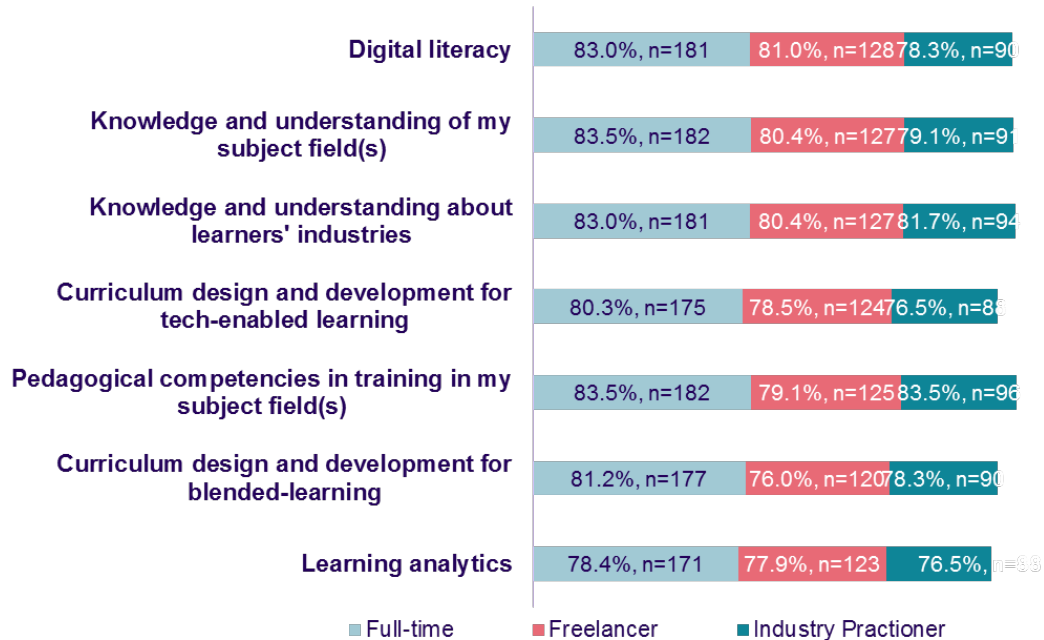 Digital literacy
83.0%, n=181 81.0%, n=128 78.3%, n=90
Knowledge and understanding of my
subject field(s)
83.5%, n=182 80.4%, n=127 79.1%, n=91
Knowledge and understanding about
learners' industries
83.0%, n=181 80.4%, n=127 81.7%, n=94
Curriculum design and development for
tech-enabled learning
80.3%, n=175 78.5%, n=124 76.5%, n=88
Pedagogical competencies in training in my
subject field(s)
83.5%, n=182 79.1%, n=125 83.5%, n=96
Curriculum design and development for
blended-learning
81.2%, n=177 76.0%, n=120 78.3%, n=90
Learning analytics
78.4%, n=171 77.9%, n=123 76.5%, n=88
Full-time Freelancer Industry Practioner